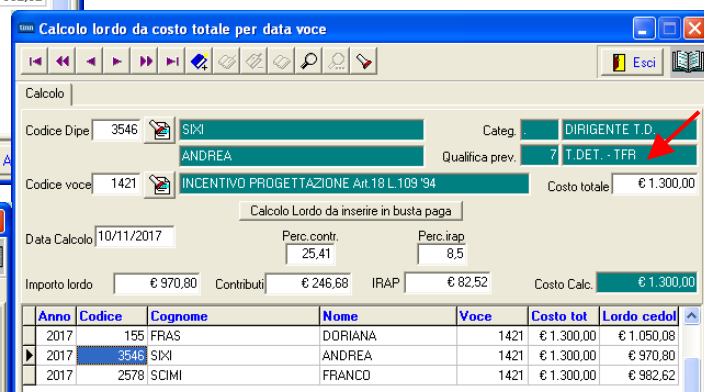 tinn Calcolo lordo da costo totale per data voce
Esci
Calcolo
Codice Dipe 3546 SIXI Categ. . DIRIGENTE T.D.
ANDREA Qualifica prev. 7 T.DET. - TFR
Codice voce 1421 INCENTIVO PROGETTAZIONE Art.18 L.109 '94 Costo totale € 1.300,00
Calcolo Lordo da inserire in busta paga
Data Calcolo 10/11/2017 Perc.contr. Perc.irap
25,41 8,5
Importo lordo € 970,80 Contributi € 246,68 IRAP € 82,52 Costo Calc. € 1.300,00
Anno Codice Cognome Nome Voce Costo tot Lordo cedol
2017 155 FRAS DORIANA 1421 € 1.300,00 € 1.050,08
2017 3546 SIXI ANDREA 1421 € 1.300,00 € 970,80
2017 2578 SCIMI FRANCO 1421 € 1.300,00 € 982,62